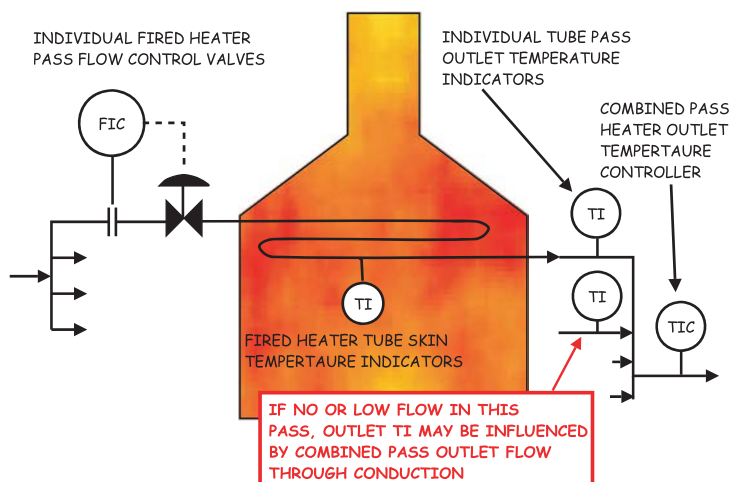 INDIVIDUAL FIRED HEATER
PASS FLOW CONTROL VALVES
FIC
INDIVIDUAL TUBE PASS
OUTLET TEMPERATURE
INDICATORS
COMBINED PASS
HEATER OUTLET
TEMPERTAURE
CONTROLLER
TI
TI
TI
TIC
FIRED HEATER TUBE SKIN
TEMPERTAURE INDICATORS
IF NO OR LOW FLOW IN THIS
PASS, OUTLET TI MAY BE INFLUENCED
BY COMBINED PASS OUTLET FLOW
THROUGH CONDUCTION